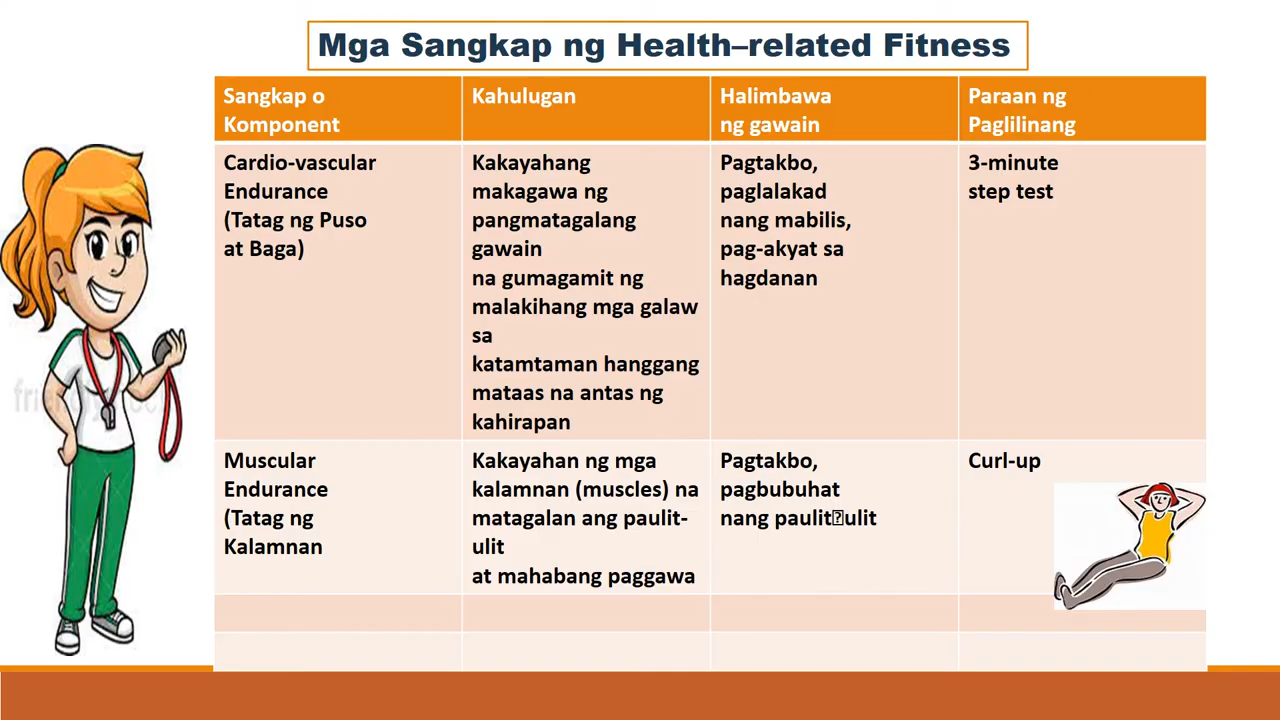 Mga Sangkap ng Health–related Fitness
Sangkap o
Komponent
Kahulugan
Halimbawa
ng gawain
Paraan ng
Paglilinang
Cardio-vascular
Endurance
(Tatag ng Puso
at Baga)
Kakayahang
makagawa ng
pangmatagalang
gawain
na gumagamit ng
malakihang mga galaw
sa
katamtaman hanggang
mataas na antas ng
kahirapan
Pagtakbo,
paglalakad
nang mabilis,
pag-akyat sa
hagdanan
3-minute
step test
Muscular
Endurance
(Tatag ng
Kalamnan
Kakayahan ng mga
kalamnan (muscles) na
matagalan ang paulit-
ulit
at mahabang paggawa
Pagtakbo,
pagbubuhat
nang paulit⍰ulit
Curl-up